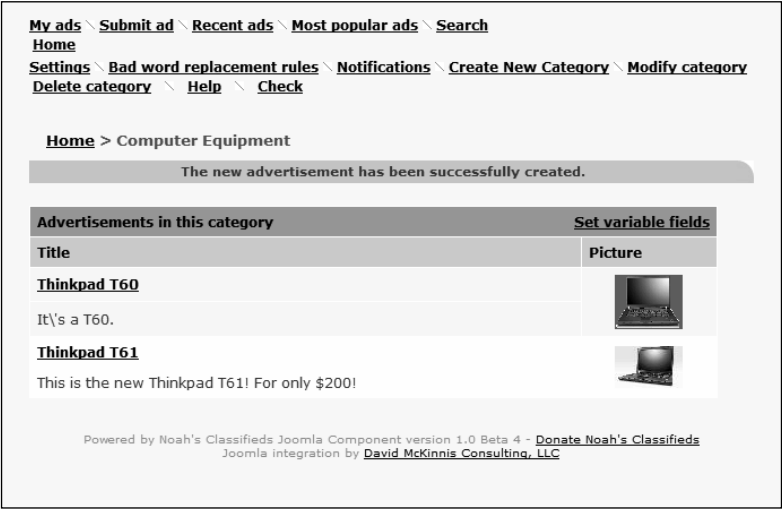 My ads \ Submit ad \ Recent ads \ Most popular ads \ Search
Home
Settings \ Bad word replacement rules \ Notifications \ Create New Category \ Modify category
Delete category \ Help \ Check
Home > Computer Equipment
The new advertisement has been successfully created.
Advertisements in this category Set variable fields
Title Picture
Thinkpad T60
It\'s a T60.
Thinkpad T61
This is the new Thinkpad T61! For only $200!
Powered by Noah's Classifieds Joomla Component version 1.0 Beta 4 - Donate Noah's Classifieds
Joomla integration by David McKinnis Consulting, LLC